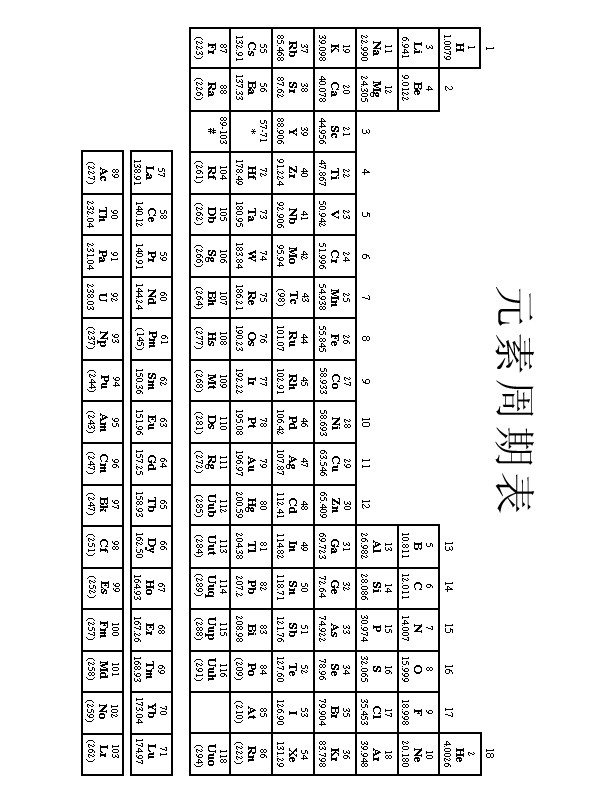 元素周期表
1 18
1 2
H He
1.0079 4.0026
2 13 14 15 16 17
3 4 5 6 7 8 9 10
Li Be B C N O F Ne
6.941 9.0122 10.811 12.011 14.007 15.999 18.998 20.180
11 12 13 14 15 16 17 18
Na Mg Al Si P S Cl Ar
22.990 24.305 26.982 28.086 30.974 32.065 35.453 39.948
3 4 5 6 7 8 9 10 11 12
19 20 21 22 23 24 25 26 27 28 29 30 31 32 33 34 35 36
K Ca Sc Ti V Cr Mn Fe Co Ni Cu Zn Ga Ge As Se Br Kr
39.098 40.078 44.956 47.867 50.942 51.996 54.938 55.845 58.933 58.693 63.546 65.409 69.723 72.64 74.922 78.96 79.904 83.798
37 38 39 40 41 42 43 44 45 46 47 48 49 50 51 52 53 54
Rb Sr Y Zr Nb Mo Tc Ru Rh Pd Ag Cd In Sn Sb Te I Xe
85.468 87.62 88.906 91.224 92.906 95.94 (98) 101.07 102.91 106.42 107.87 112.41 114.82 118.71 121.76 127.60 126.90 131.29
55 56 57-71 72 73 74 75 76 77 78 79 80 81 82 83 84 85 86
Cs Ba * Hf Ta W Re Os Ir Pt Au Hg Tl Pb Bi Po At Rn
132.91 137.33 178.49 180.95 183.84 186.21 190.23 192.22 195.08 196.97 200.59 204.38 207.2 208.98 (209) (210) (222)
87 88 89-103 104 105 106 107 108 109 110 111 112 113 114 115 116 118
Fr Ra # Rf Db Sg Bh Hs Mt Ds Rg Uub Uut Uuq Uup Uuh Uuo
(223) (226) (261) (262) (266) (264) (277) (268) (281) (272) (285) (284) (289) (288) (291) (294)
57 58 59 60 61 62 63 64 65 66 67 68 69 70 71
La Ce Pr Nd Pm Sm Eu Gd Tb Dy Ho Er Tm Yb Lu
138.91 140.12 140.91 144.24 (145) 150.36 151.96 157.25 158.93 162.50 164.93 167.26 168.93 173.04 174.97
89 90 91 92 93 94 95 96 97 98 99 100 101 102 103
Ac Th Pa U Np Pu Am Cm Bk Cf Es Fm Md No Lr
(227) 232.04 231.04 238.03 (237) (244) (243) (247) (247) (251) (252) (257) (258) (259) (262)